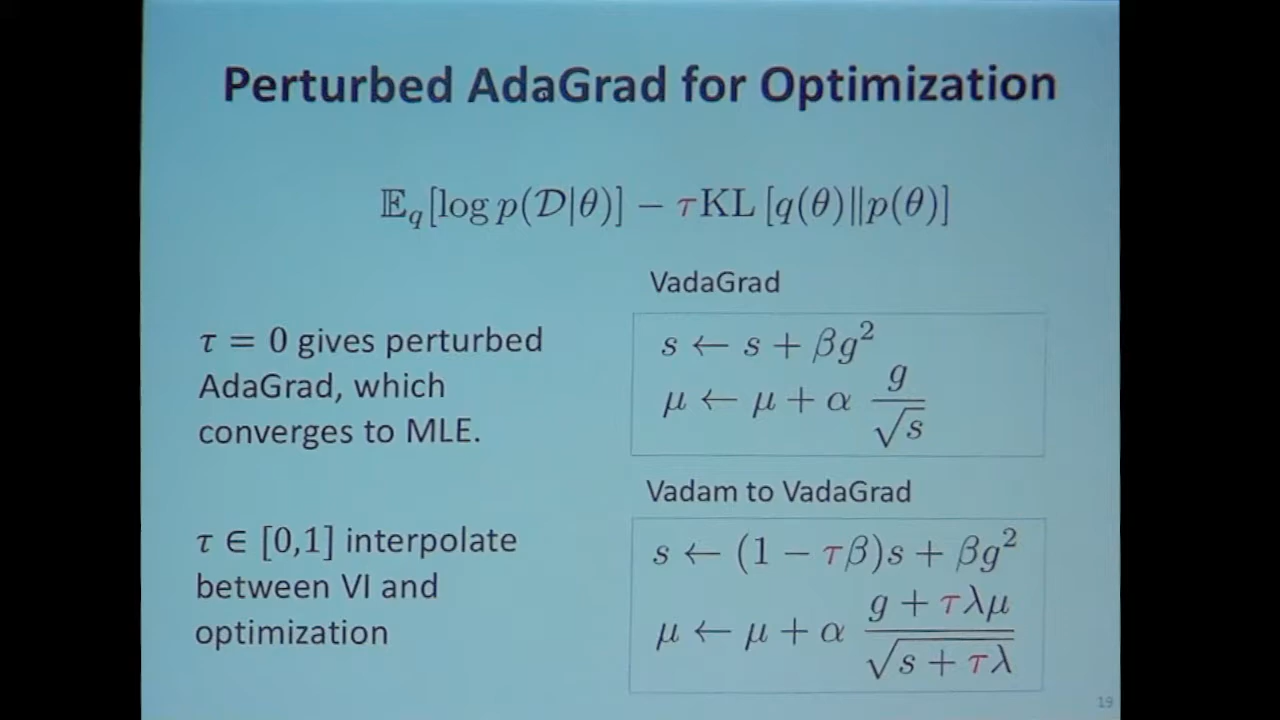 Perturbed AdaGrad for Optimization
𝔼_q [log p(𝒟|θ)] − τKL [q(θ)‖p(θ)]
VadaGrad
τ = 0 gives perturbed
AdaGrad, which
converges to MLE.
s ← s + βg²
μ ← μ + α g/√s
Vadam to VadaGrad
τ ∈ [0,1] interpolate
between VI and
optimization
s ← (1 − τβ)s + βg²
μ ← μ + α (g + τλμ)/√(s + τλ)
19